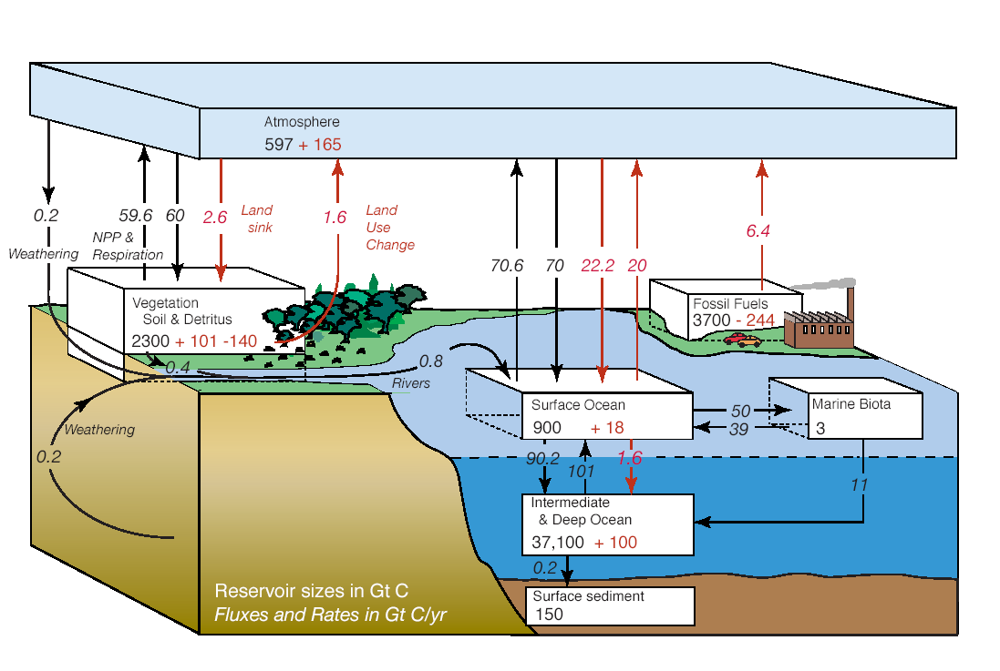 Atmosphere
597 + 165
0.2
Weathering
59.6
60
NPP &
Respiration
2.6
Land
sink
1.6
Land
Use
Change
70.6
70
22.2
20
6.4
Vegetation
Soil & Detritus
2300 + 101 -140
Fossil Fuels
3700 - 244
0.4
0.8
Rivers
Surface Ocean
900 + 18
50
39
Marine Biota
3
Weathering
0.2
90.2
101
1.6
11
Intermediate
& Deep Ocean
37,100 + 100
0.2
Surface sediment
150
Reservoir sizes in Gt C
Fluxes and Rates in Gt C/yr